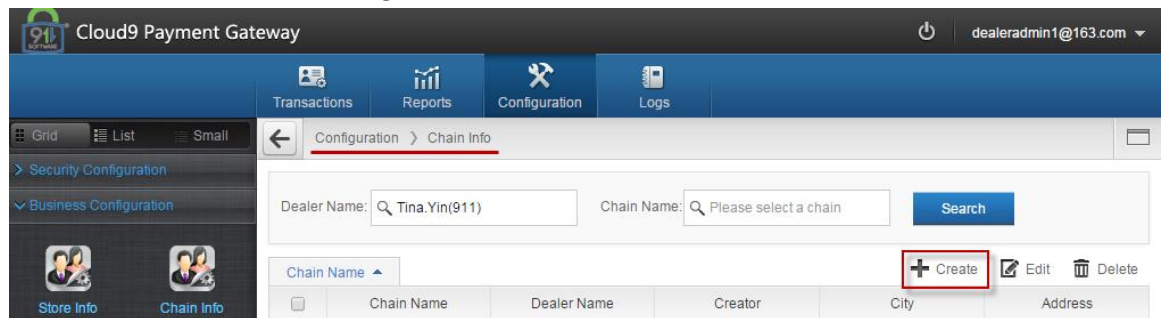 911 SOFTWARE Cloud9 Payment Gateway dealeradmin1@163.com
Transactions Reports Configuration Logs
Grid List Small Configuration > Chain Info
Security Configuration
Business Configuration Dealer Name: Tina.Yin(911) Chain Name: Please select a chain Search
Chain Name Create Edit Delete
Store Info Chain Info Chain Name Dealer Name Creator City Address